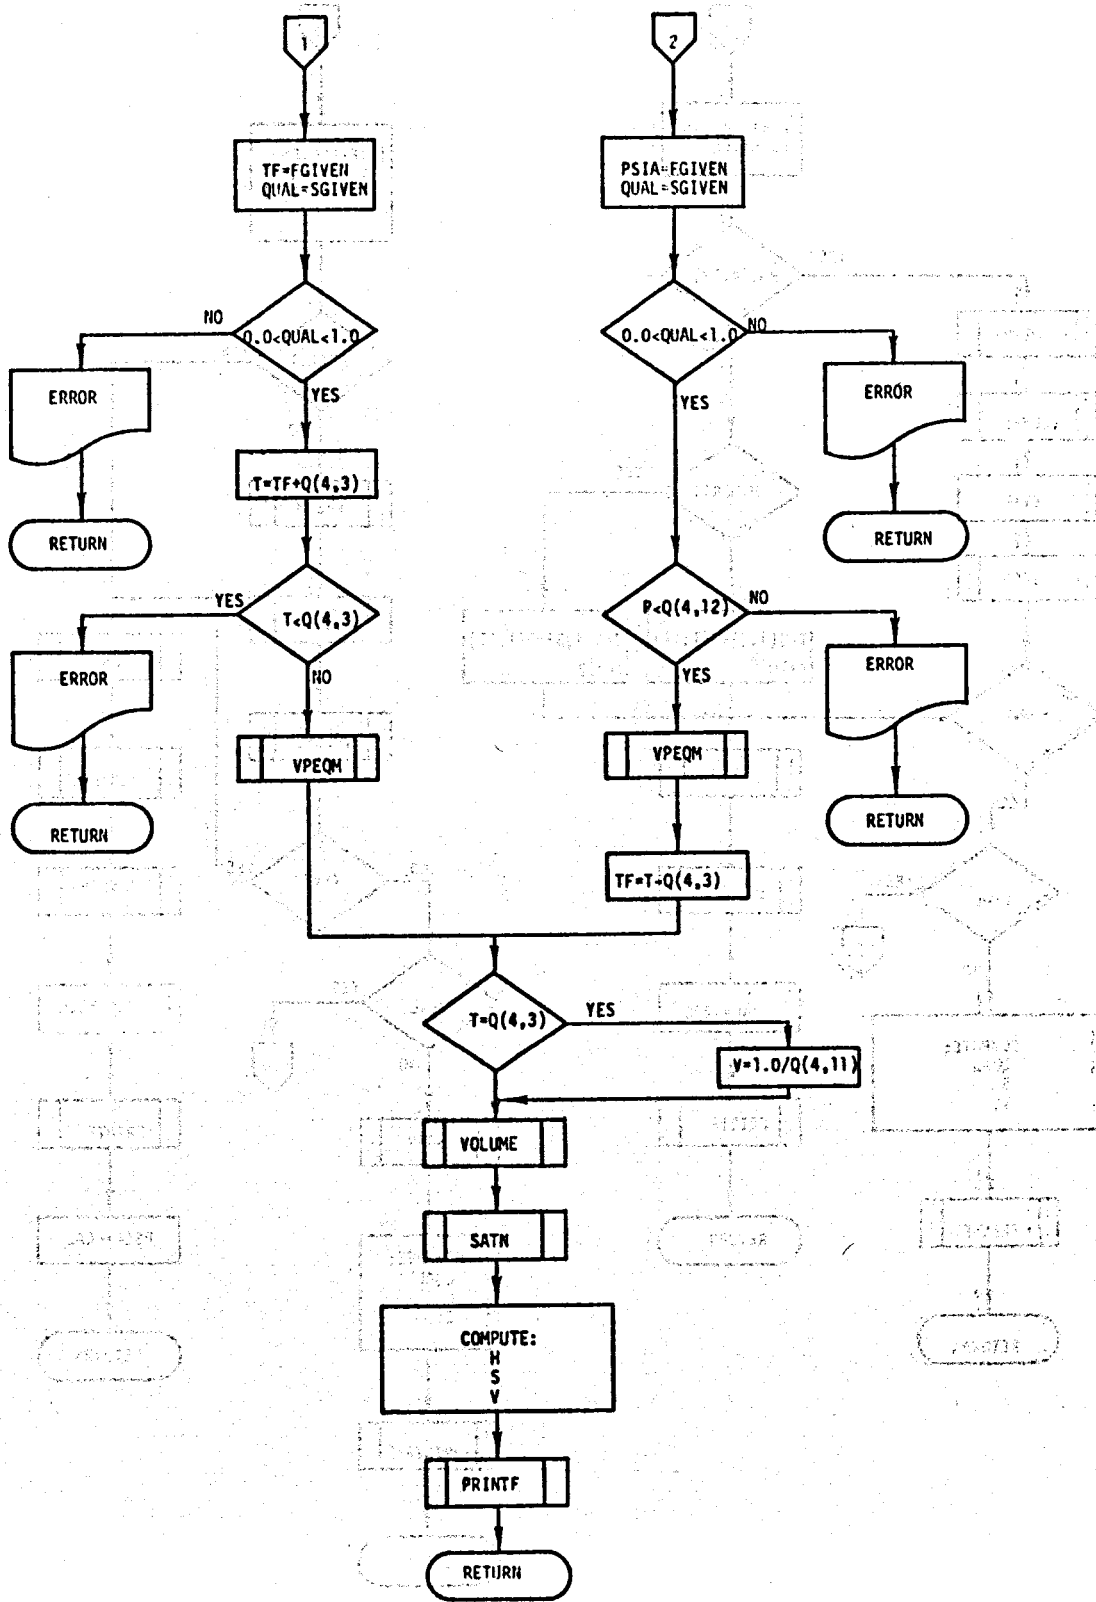 1
TF=FGIVEN
QUAL=SGIVEN
0.0<QUAL<1.0
NO
ERROR
RETURN
YES
T=TF+Q(4,3)
T<Q(4,3)
YES
ERROR
RETURN
NO
VPEQM
2
PSIA=FGIVEN
QUAL=SGIVEN
0.0<QUAL<1.0
NO
ERROR
RETURN
YES
P<Q(4,12)
NO
ERROR
RETURN
YES
VPEQM
TF=T-Q(4,3)
T=Q(4,3)
YES
V=1.0/Q(4,11)
VOLUME
SATN
COMPUTE:
H
S
V
PRINTF
RETURN